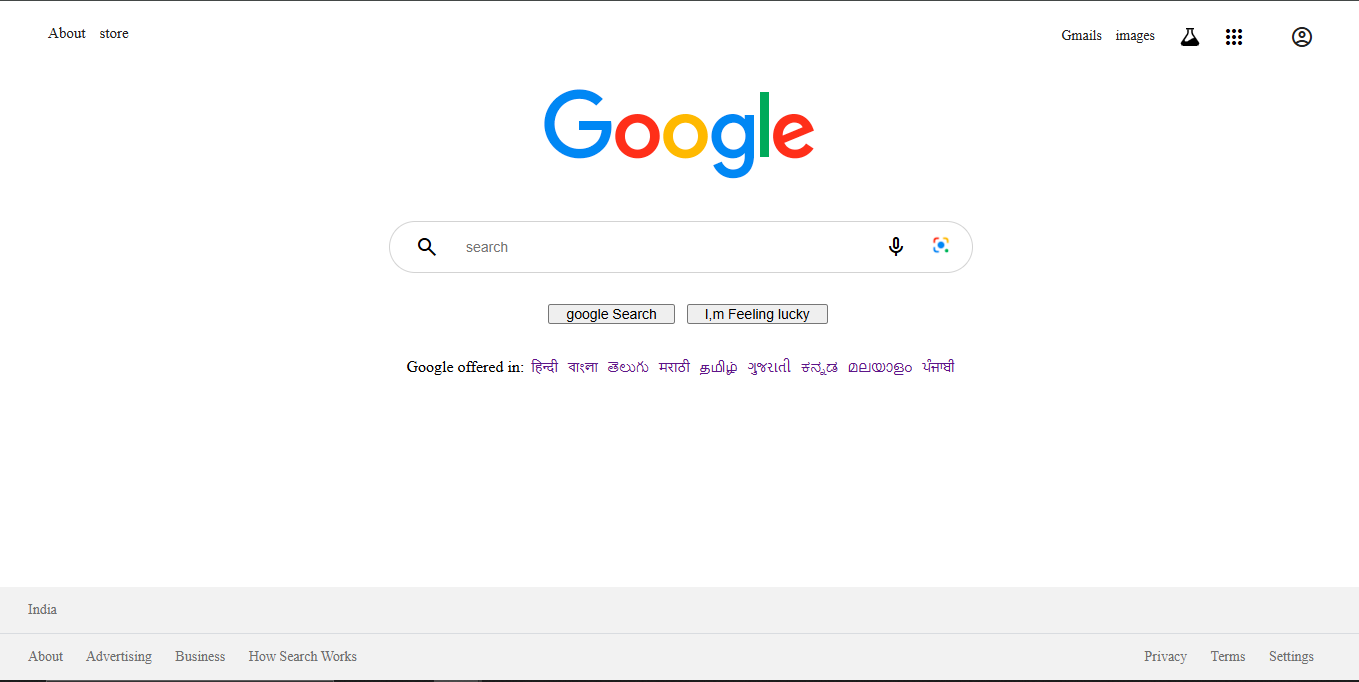 About store Gmails images
Google
search
google Search I,m Feeling lucky
Google offered in: हिन्दी বাংলা తెలుగు मराठी தமிழ் ગુજરાતી ಕನ್ನಡ മലയാളം ਪੰਜਾਬੀ
India
About Advertising Business How Search Works Privacy Terms Settings